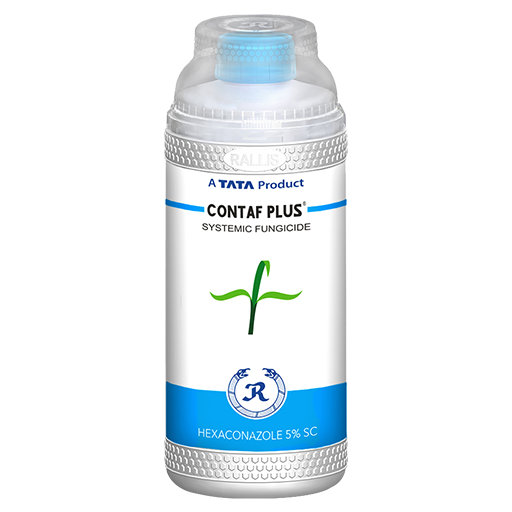 RALLIS
A TATA Product
CONTAF PLUS®
SYSTEMIC FUNGICIDE
R
HEXACONAZOLE 5% SC